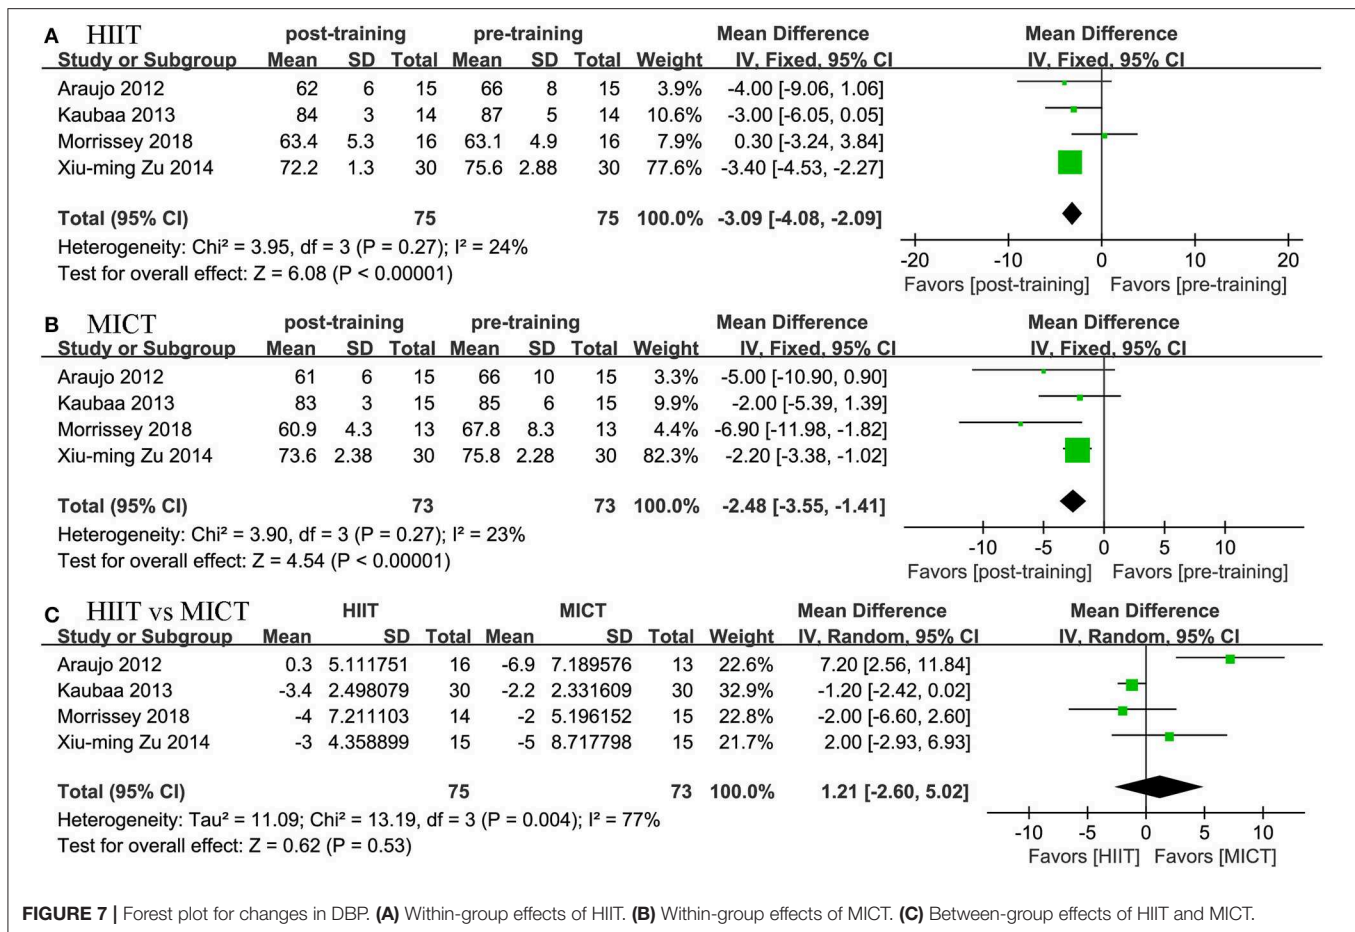 A HIIT post-training pre-training Mean Difference Mean Difference
Study or Subgroup Mean SD Total Mean SD Total Weight IV, Fixed, 95% CI IV, Fixed, 95% CI
Araujo 2012 62 6 15 66 8 15 3.9% -4.00 [-9.06, 1.06]
Kaubaa 2013 84 3 14 87 5 14 10.6% -3.00 [-6.05, 0.05]
Morrissey 2018 63.4 5.3 16 63.1 4.9 16 7.9% 0.30 [-3.24, 3.84]
Xiu-ming Zu 2014 72.2 1.3 30 75.6 2.88 30 77.6% -3.40 [-4.53, -2.27]
Total (95% CI) 75 75 100.0% -3.09 [-4.08, -2.09]
Heterogeneity: Chi² = 3.95, df = 3 (P = 0.27); I² = 24%
Test for overall effect: Z = 6.08 (P < 0.00001)
-20 -10 0 10 20
Favors [post-training] Favors [pre-training]
B MICT post-training pre-training Mean Difference Mean Difference
Study or Subgroup Mean SD Total Mean SD Total Weight IV, Fixed, 95% CI IV, Fixed, 95% CI
Araujo 2012 61 6 15 66 10 15 3.3% -5.00 [-10.90, 0.90]
Kaubaa 2013 83 3 15 85 6 15 9.9% -2.00 [-5.39, 1.39]
Morrissey 2018 60.9 4.3 13 67.8 8.3 13 4.4% -6.90 [-11.98, -1.82]
Xiu-ming Zu 2014 73.6 2.38 30 75.8 2.28 30 82.3% -2.20 [-3.38, -1.02]
Total (95% CI) 73 73 100.0% -2.48 [-3.55, -1.41]
Heterogeneity: Chi² = 3.90, df = 3 (P = 0.27); I² = 23%
Test for overall effect: Z = 4.54 (P < 0.00001)
-10 -5 0 5 10
Favors [post-training] Favors [pre-training]
C HIIT vs MICT HIIT MICT Mean Difference Mean Difference
Study or Subgroup Mean SD Total Mean SD Total Weight IV, Random, 95% CI IV, Random, 95% CI
Araujo 2012 0.3 5.111751 16 -6.9 7.189576 13 22.6% 7.20 [2.56, 11.84]
Kaubaa 2013 -3.4 2.498079 30 -2.2 2.331609 30 32.9% -1.20 [-2.42, 0.02]
Morrissey 2018 -4 7.211103 14 -2 5.196152 15 22.8% -2.00 [-6.60, 2.60]
Xiu-ming Zu 2014 -3 4.358899 15 -5 8.717798 15 21.7% 2.00 [-2.93, 6.93]
Total (95% CI) 75 73 100.0% 1.21 [-2.60, 5.02]
Heterogeneity: Tau² = 11.09; Chi² = 13.19, df = 3 (P = 0.004); I² = 77%
Test for overall effect: Z = 0.62 (P = 0.53)
-10 -5 0 5 10
Favors [HIIT] Favors [MICT]
FIGURE 7 | Forest plot for changes in DBP. (A) Within-group effects of HIIT. (B) Within-group effects of MICT. (C) Between-group effects of HIIT and MICT.